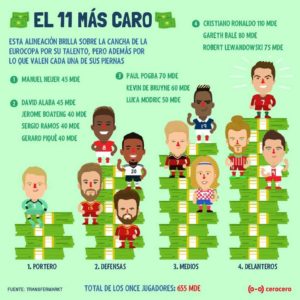 EL 11 MÁS CARO
ESTA ALINEACIÓN BRILLA SOBRE LA CANCHA DE LA
EUROCOPA POR SU TALENTO, PERO ADEMÁS POR
LO QUE VALEN CADA UNA DE SUS PIERNAS
1 MANUEL NEUER 45 MDE
2 DAVID ALABA 45 MDE
JEROME BOATENG 40 MDE
SERGIO RAMOS 40 MDE
GERARD PIQUÉ 40 MDE
3 PAUL POGBA 70 MDE
KEVIN DE BRUYNE 60 MDE
LUKA MODRIC 50 MDE
4 CRISTIANO RONALDO 110 MDE
GARETH BALE 80 MDE
ROBERT LEWANDOWSKI 75 MDE
1. PORTERO
2. DEFENSAS
3. MEDIOS
4. DELANTEROS
FUENTE: TRANSFERMARKT
TOTAL DE LOS ONCE JUGADORES: 655 MDE
cerocero